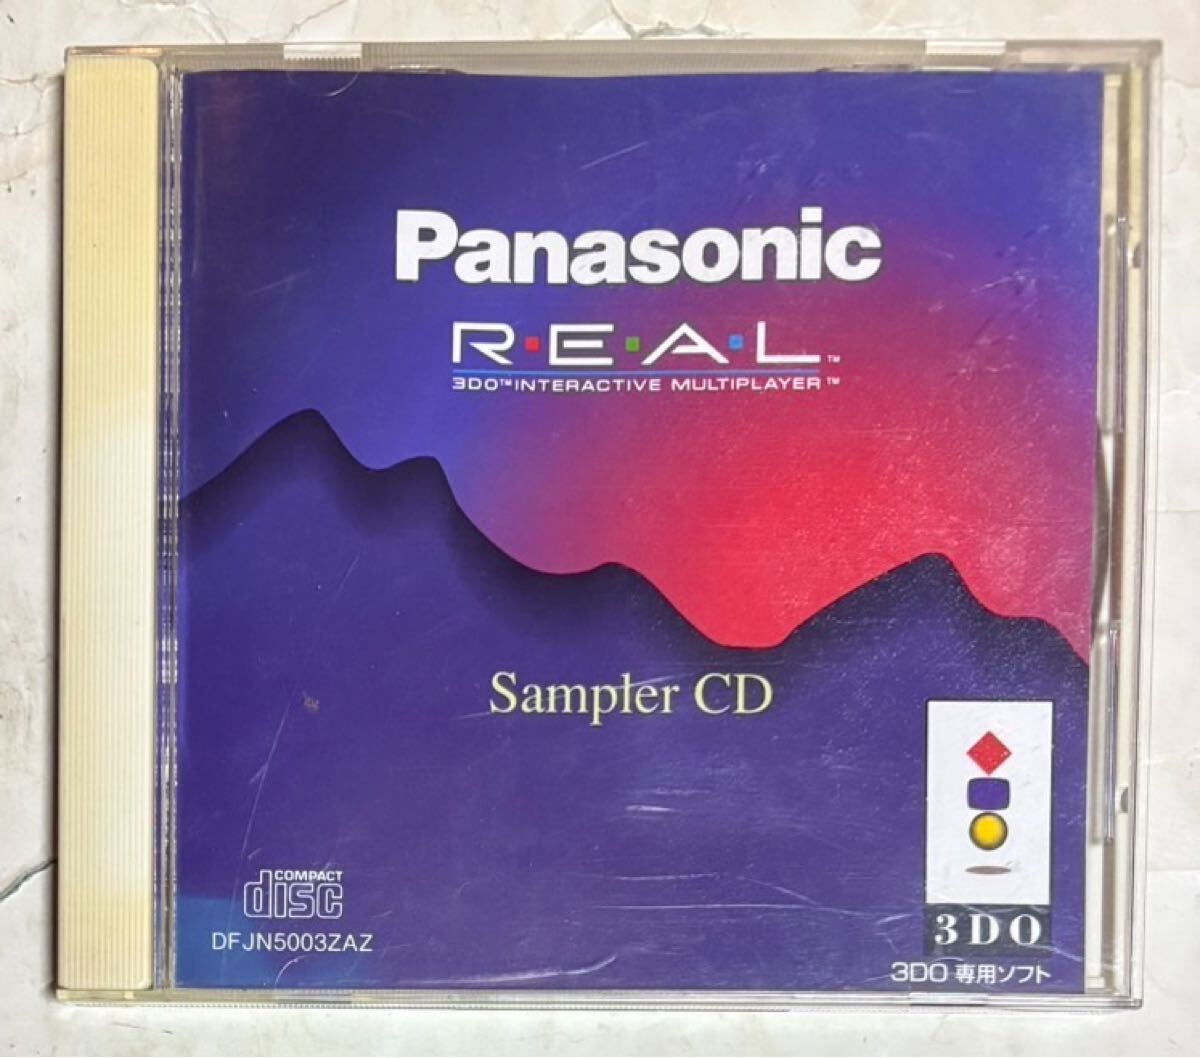 Panasonic
R·E·A·L™
3DO™ INTERACTIVE MULTIPLAYER™
Sampler CD
COMPACT
disc
DFJN5003ZAZ
3DO
3DO 専用ソフト